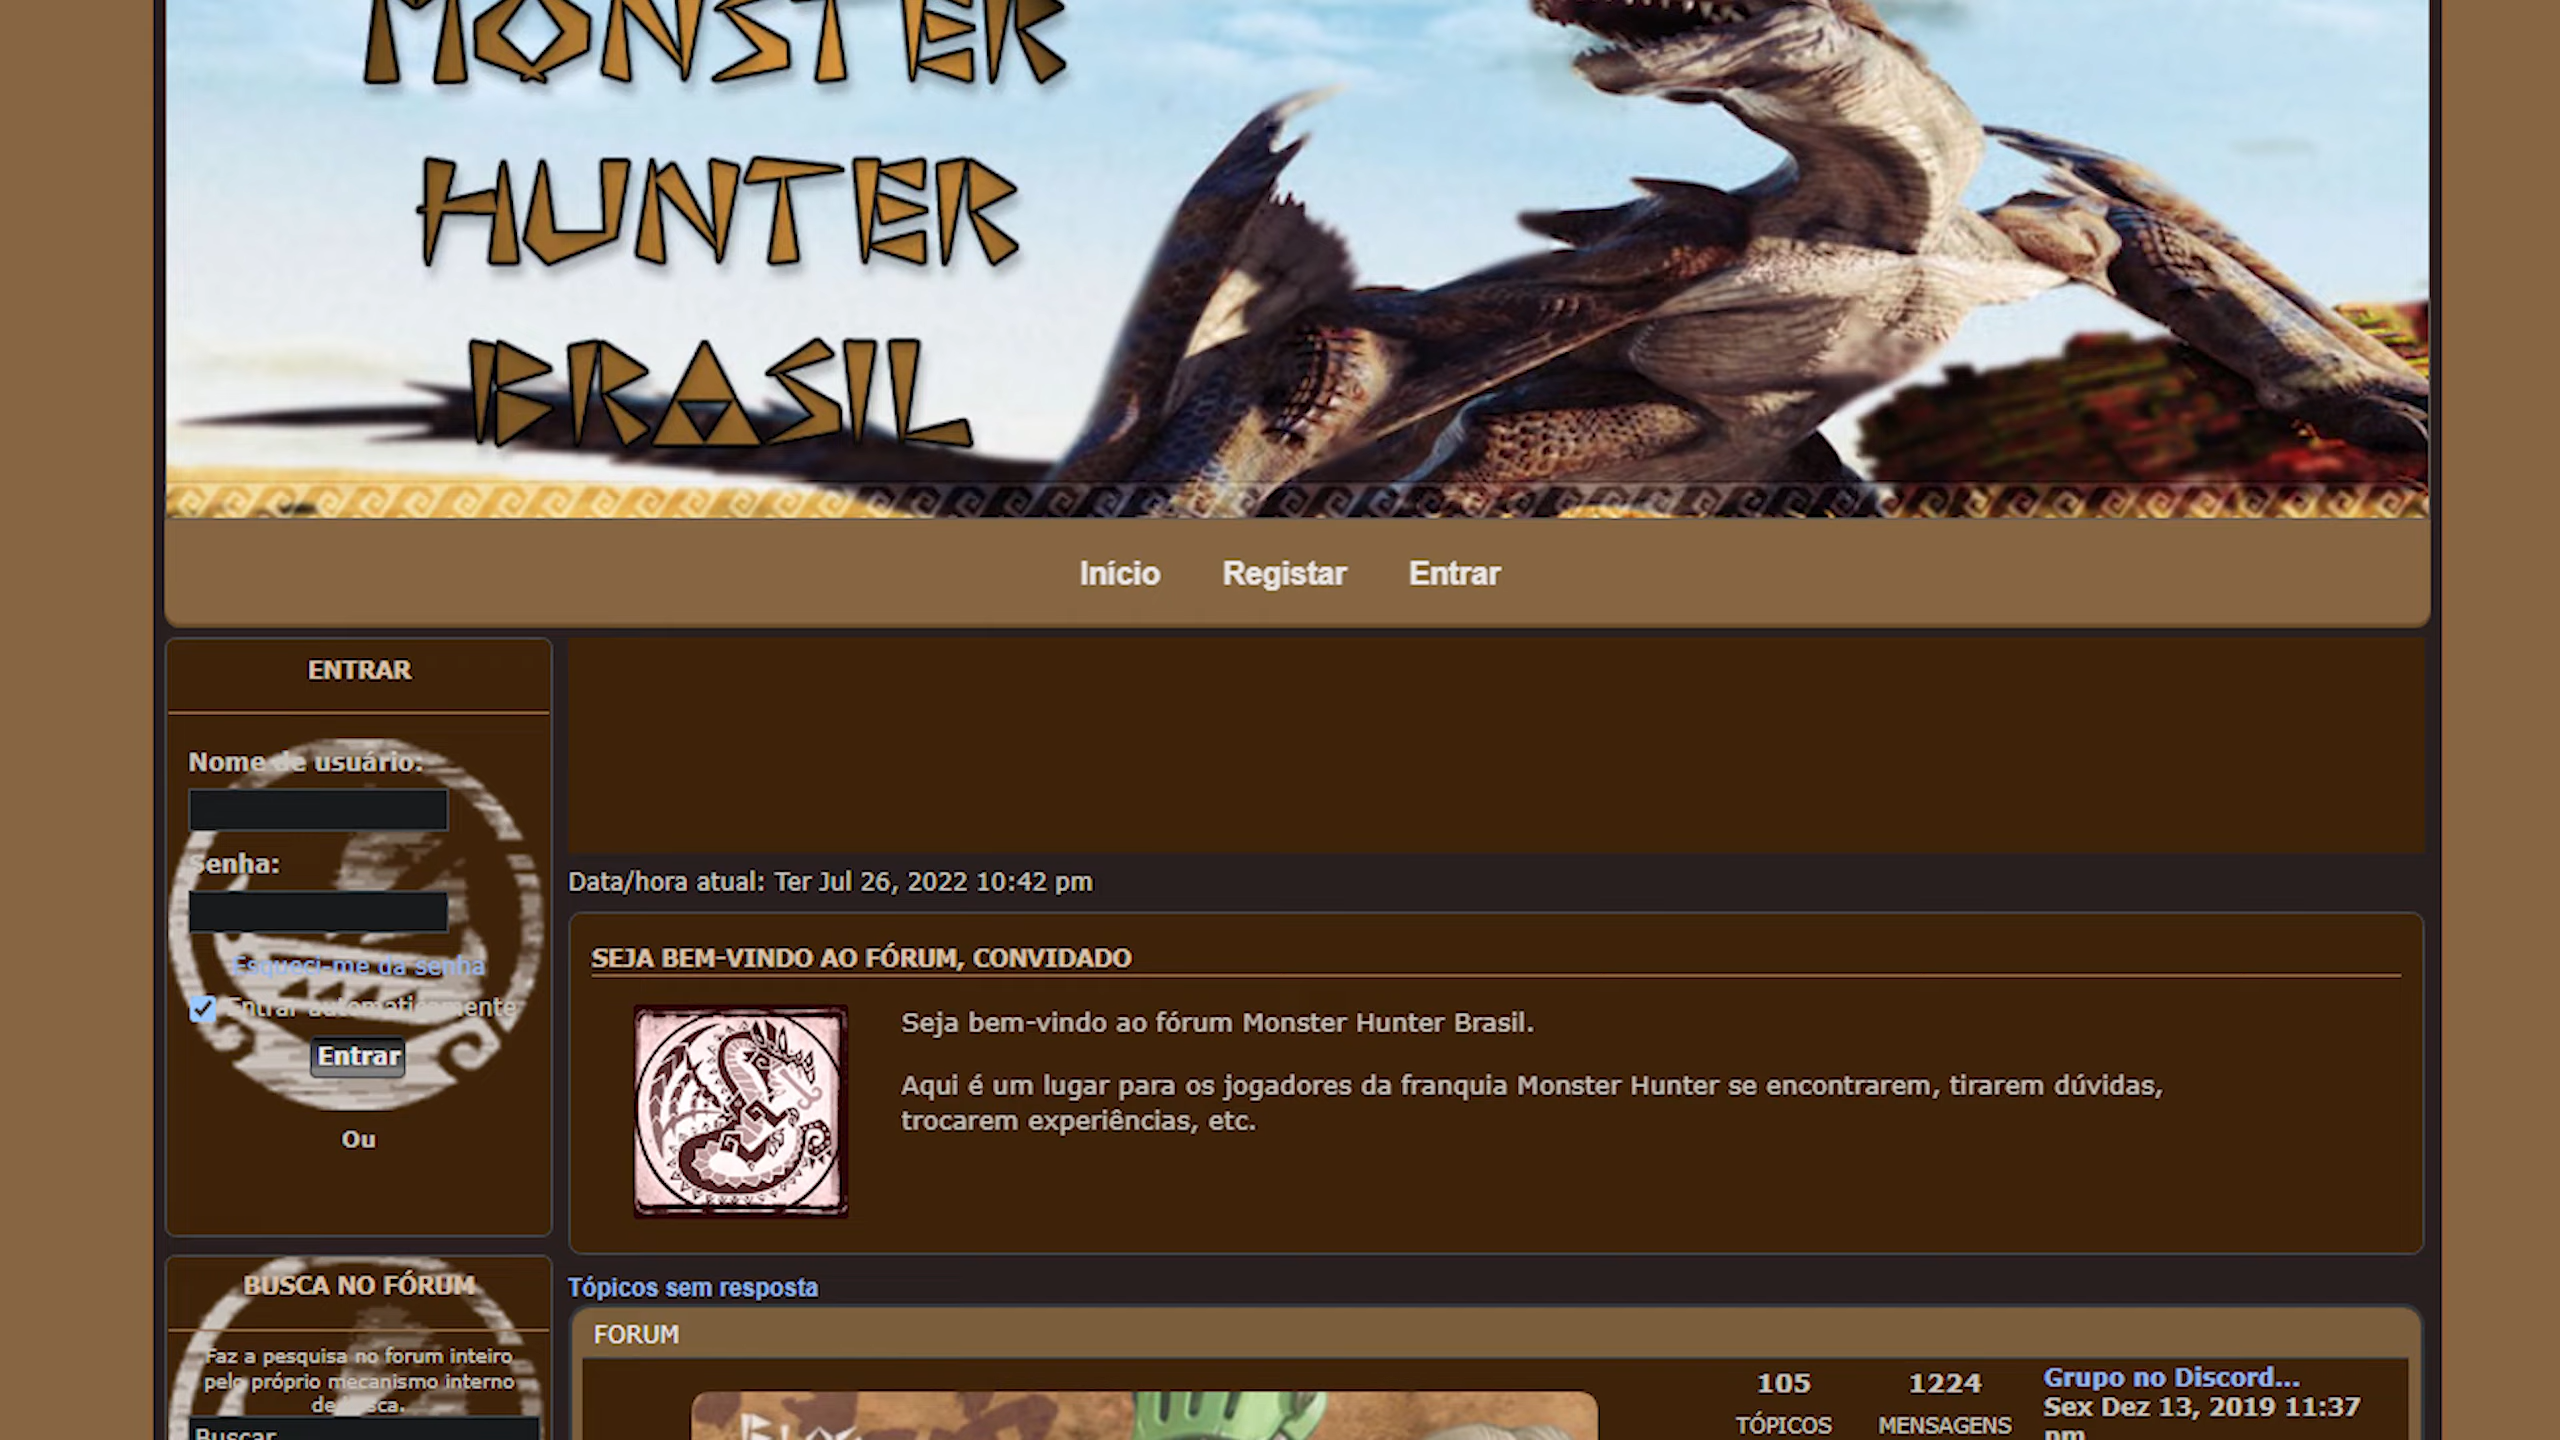 MONSTER
HUNTER
BRASIL
Início Registar Entrar
ENTRAR
Nome de usuário:
Senha:
Esqueci-me da senha
Entrar automaticamente
Entrar
Ou
BUSCA NO FÓRUM
Faz a pesquisa no forum inteiro
pelo próprio mecanismo interno
de busca.
Buscar
Data/hora atual: Ter Jul 26, 2022 10:42 pm
SEJA BEM-VINDO AO FÓRUM, CONVIDADO
Seja bem-vindo ao fórum Monster Hunter Brasil.
Aqui é um lugar para os jogadores da franquia Monster Hunter se encontrarem, tirarem dúvidas,
trocarem experiências, etc.
Tópicos sem resposta
FORUM
105
TÓPICOS
1224
MENSAGENS
Grupo no Discord...
Sex Dez 13, 2019 11:37
pm